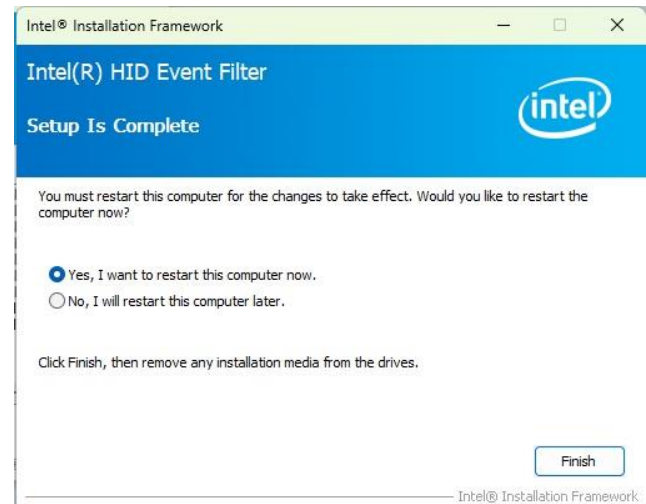 Intel® Installation Framework
Intel(R) HID Event Filter
intel
Setup Is Complete
You must restart this computer for the changes to take effect. Would you like to restart the
computer now?
Yes, I want to restart this computer now.
No, I will restart this computer later.
Click Finish, then remove any installation media from the drives.
Finish
Intel® Installation Framework